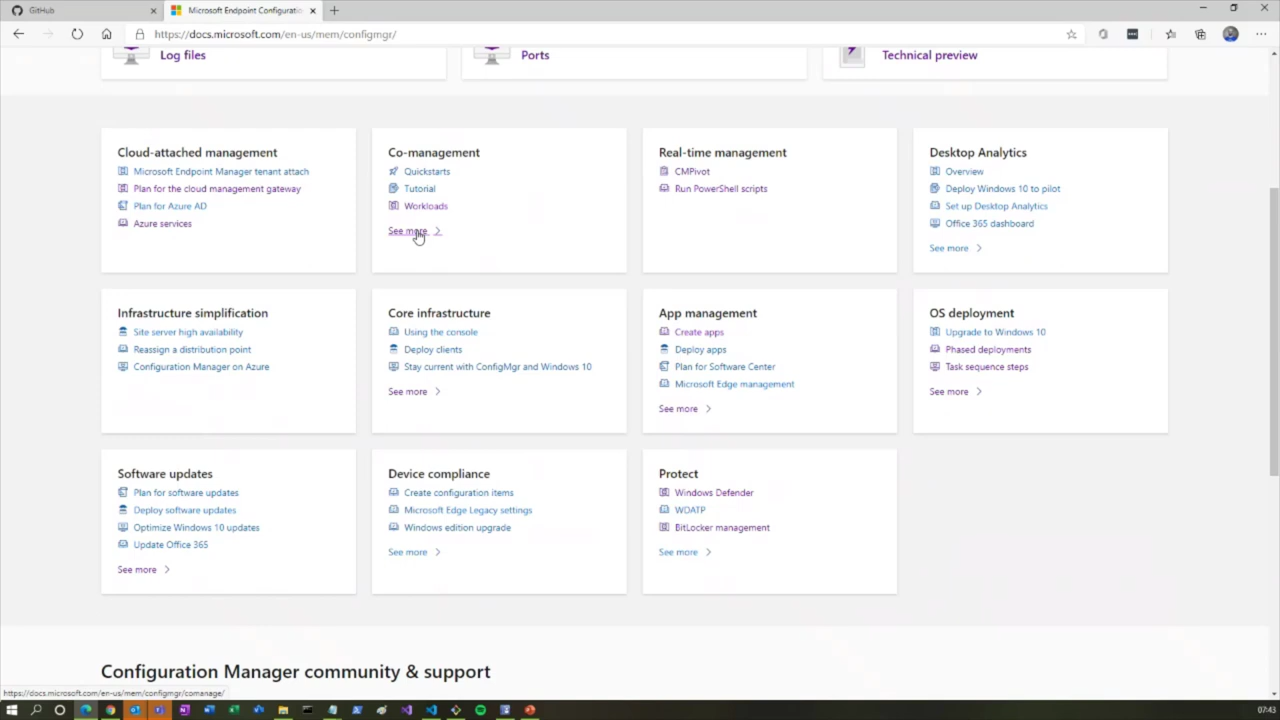 GitHub
Microsoft Endpoint Configuratio
https://docs.microsoft.com/en-us/mem/configmgr/
Log files
Ports
Technical preview
Cloud-attached management
Microsoft Endpoint Manager tenant attach
Plan for the cloud management gateway
Plan for Azure AD
Azure services
Co-management
Quickstarts
Tutorial
Workloads
See more
Real-time management
CMPivot
Run PowerShell scripts
Desktop Analytics
Overview
Deploy Windows 10 to pilot
Set up Desktop Analytics
Office 365 dashboard
See more
Infrastructure simplification
Site server high availability
Reassign a distribution point
Configuration Manager on Azure
Core infrastructure
Using the console
Deploy clients
Stay current with ConfigMgr and Windows 10
See more
App management
Create apps
Deploy apps
Plan for Software Center
Microsoft Edge management
See more
OS deployment
Upgrade to Windows 10
Phased deployments
Task sequence steps
See more
Software updates
Plan for software updates
Deploy software updates
Optimize Windows 10 updates
Update Office 365
See more
Device compliance
Create configuration items
Microsoft Edge Legacy settings
Windows edition upgrade
See more
Protect
Windows Defender
WDATP
BitLocker management
See more
Configuration Manager community & support
https://docs.microsoft.com/en-us/mem/configmgr/comanage/
07:43